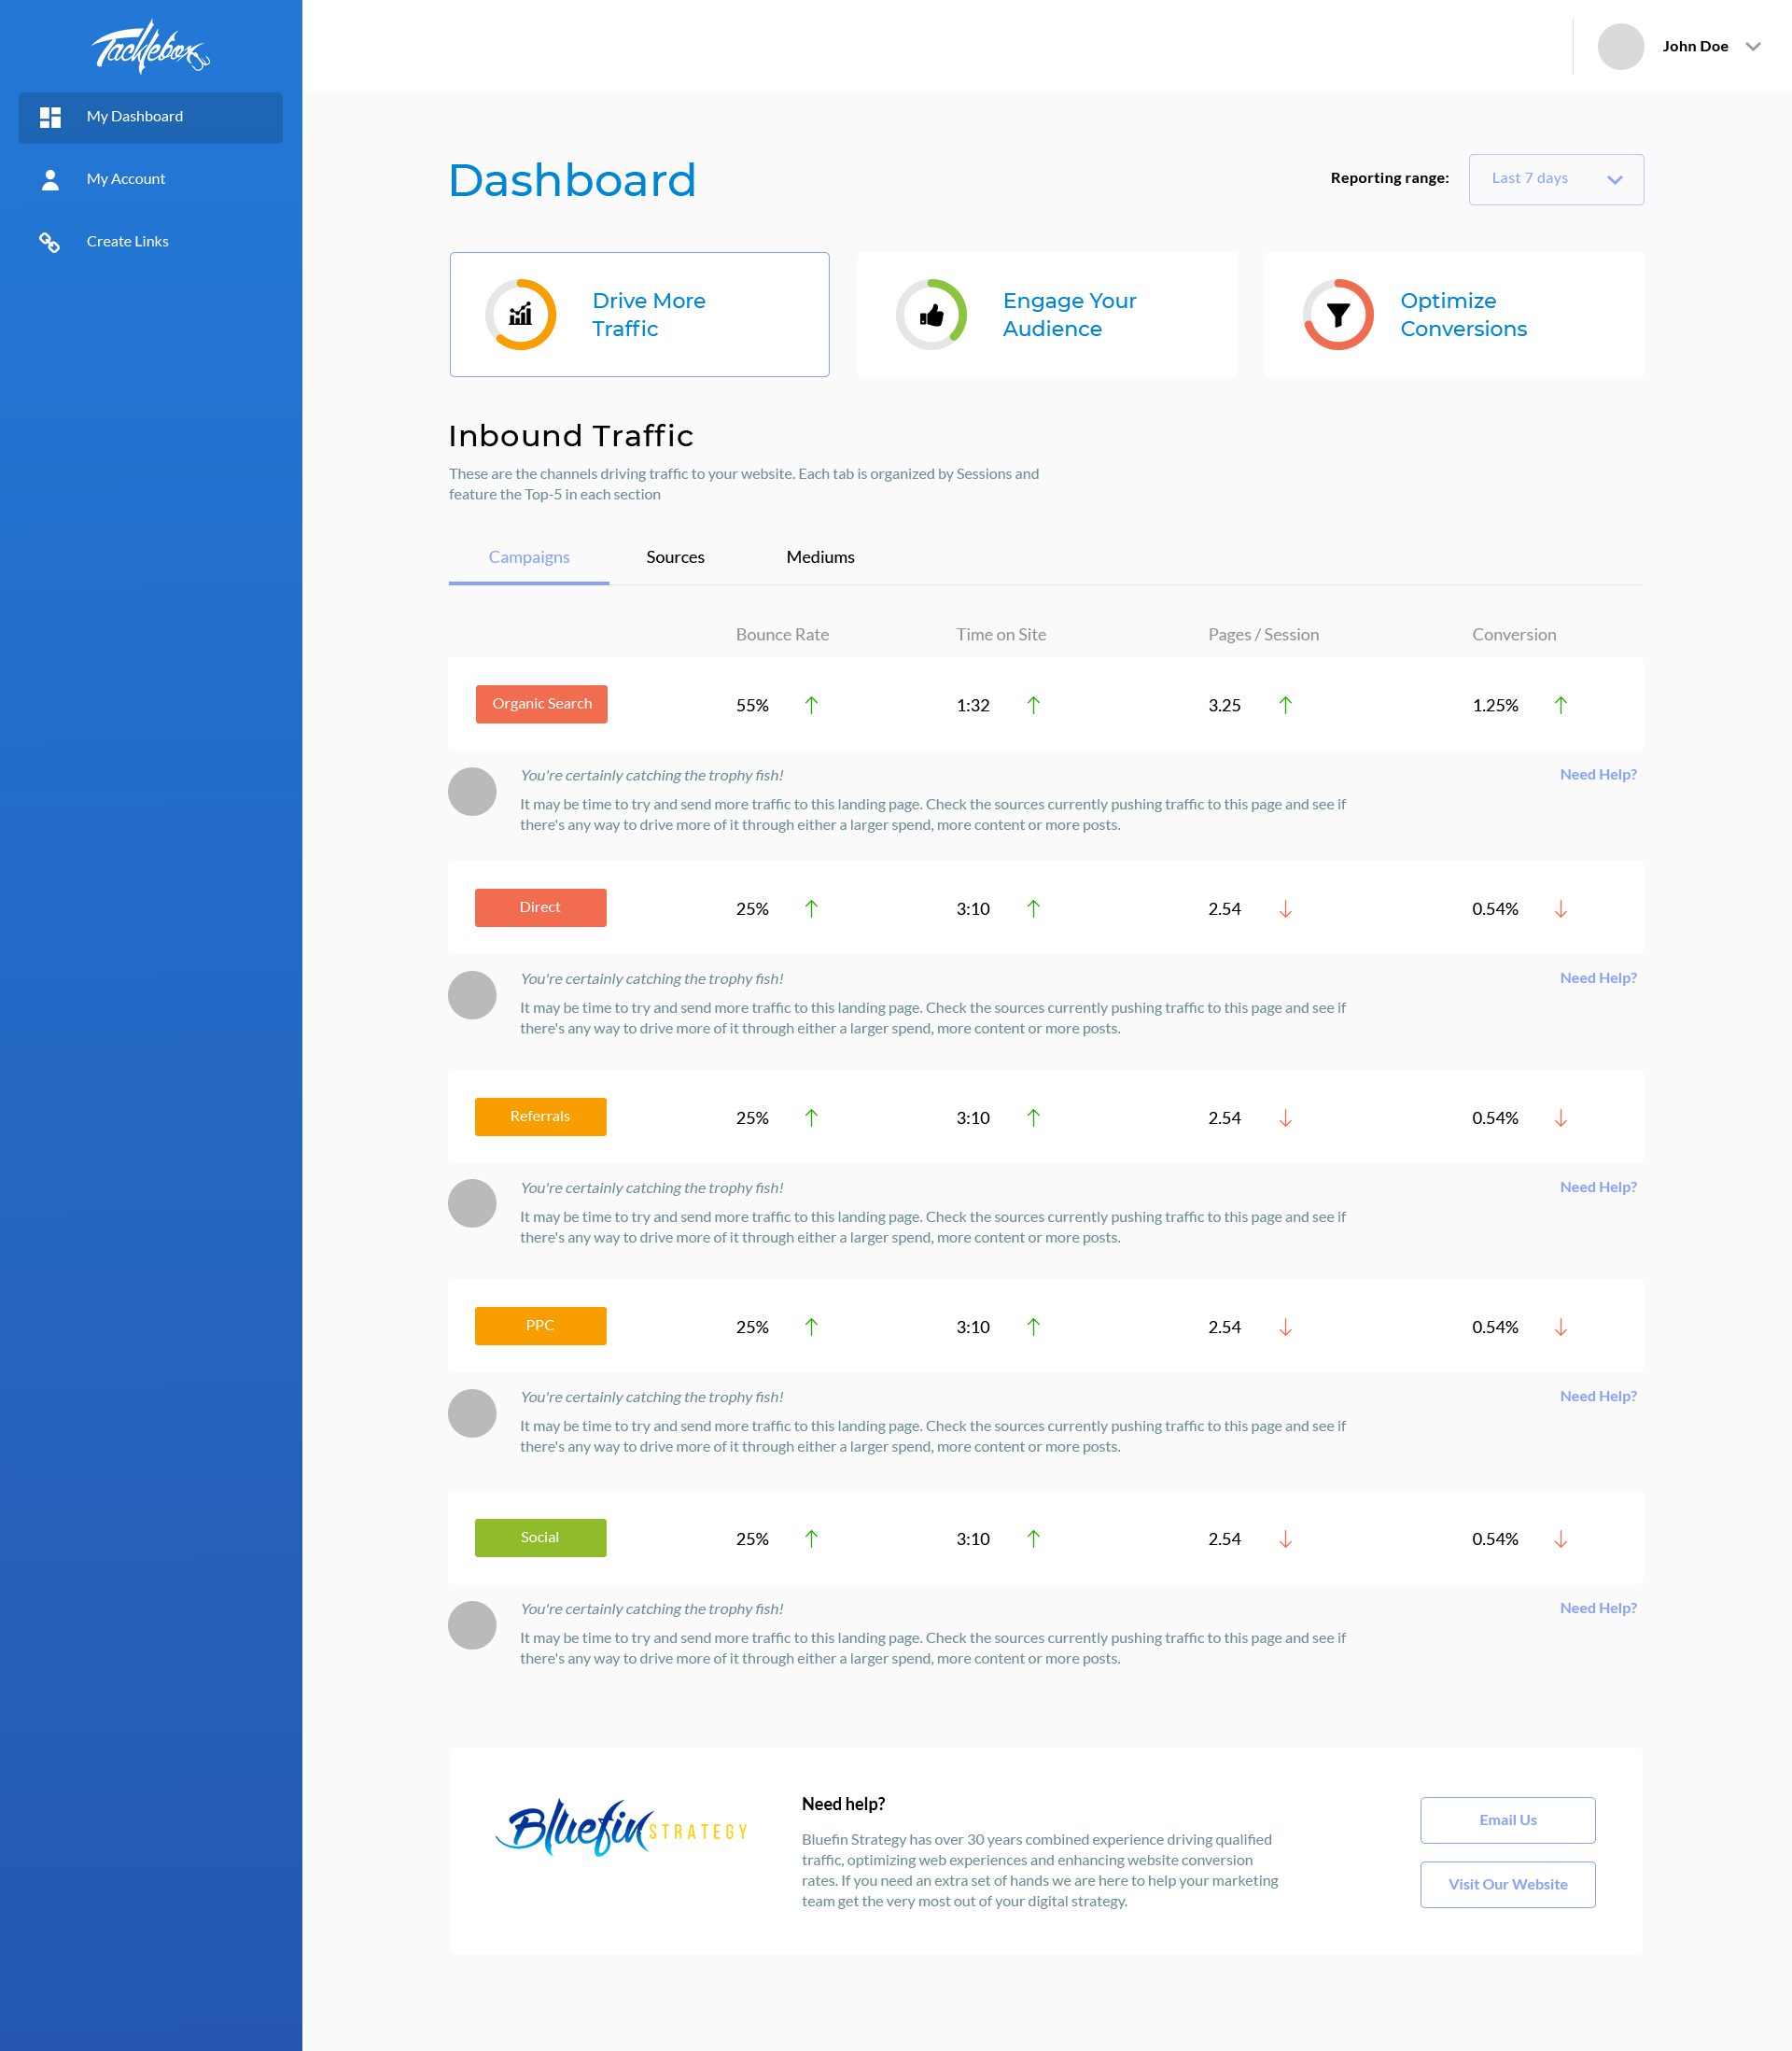 Tacklebox
John Doe
My Dashboard
My Account
Create Links
Dashboard
Reporting range:
Last 7 days
Drive More
Traffic
Engage Your
Audience
Optimize
Conversions
Inbound Traffic
These are the channels driving traffic to your website. Each tab is organized by Sessions and
feature the Top-5 in each section
Campaigns Sources Mediums
Bounce Rate Time on Site Pages / Session Conversion
Organic Search 55% 1:32 3.25 1.25%
You're certainly catching the trophy fish! Need Help?
It may be time to try and send more traffic to this landing page. Check the sources currently pushing traffic to this page and see if
there's any way to drive more of it through either a larger spend, more content or more posts.
Direct 25% 3:10 2.54 0.54%
You're certainly catching the trophy fish! Need Help?
It may be time to try and send more traffic to this landing page. Check the sources currently pushing traffic to this page and see if
there's any way to drive more of it through either a larger spend, more content or more posts.
Referrals 25% 3:10 2.54 0.54%
You're certainly catching the trophy fish! Need Help?
It may be time to try and send more traffic to this landing page. Check the sources currently pushing traffic to this page and see if
there's any way to drive more of it through either a larger spend, more content or more posts.
PPC 25% 3:10 2.54 0.54%
You're certainly catching the trophy fish! Need Help?
It may be time to try and send more traffic to this landing page. Check the sources currently pushing traffic to this page and see if
there's any way to drive more of it through either a larger spend, more content or more posts.
Social 25% 3:10 2.54 0.54%
You're certainly catching the trophy fish! Need Help?
It may be time to try and send more traffic to this landing page. Check the sources currently pushing traffic to this page and see if
there's any way to drive more of it through either a larger spend, more content or more posts.
Bluefin STRATEGY
Need help?
Bluefin Strategy has over 30 years combined experience driving qualified
traffic, optimizing web experiences and enhancing website conversion
rates. If you need an extra set of hands we are here to help your marketing
team get the very most out of your digital strategy.
Email Us
Visit Our Website